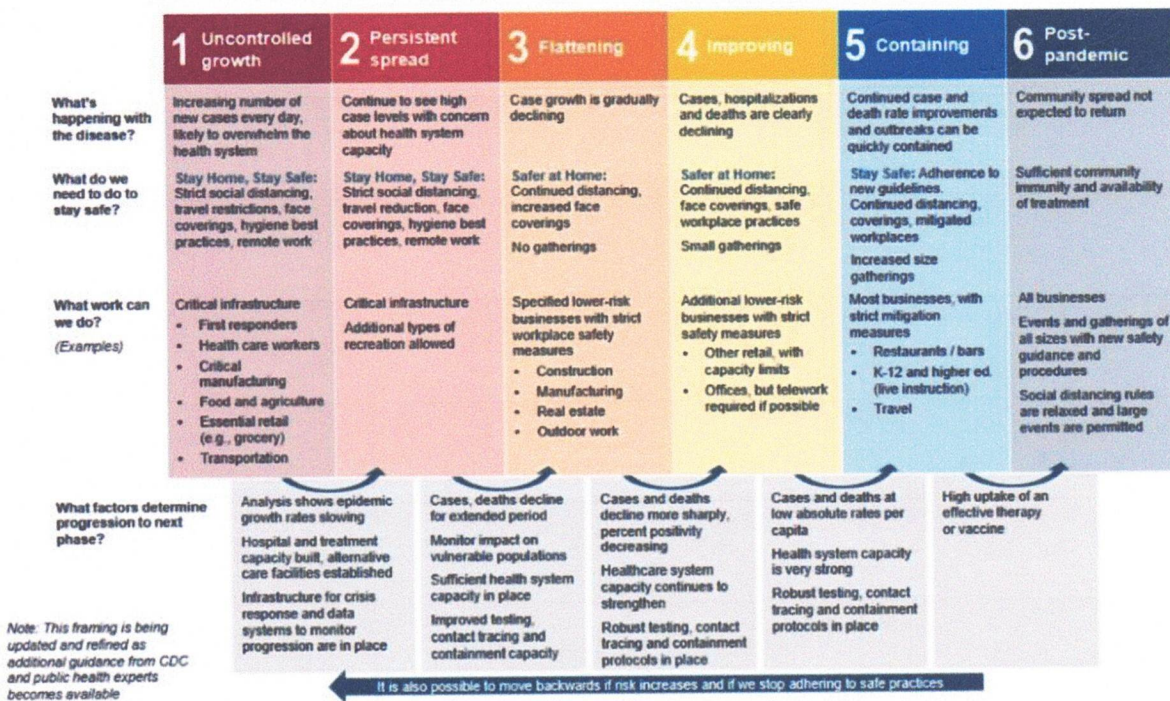 1 Uncontrolled
growth
2 Persistent
spread
3 Flattening
4 Improving
5 Containing
6 Post-
pandemic
What's
happening with
the disease?
Increasing number of
new cases every day,
likely to overwhelm the
health system
Continue to see high
case levels with concern
about health system
capacity
Case growth is gradually
declining
Cases, hospitalizations
and deaths are clearly
declining
Continued case and
death rate improvements
and outbreaks can be
quickly contained
Community spread not
expected to return
What do we
need to do to
stay safe?
Stay Home, Stay Safe:
Strict social distancing,
travel restrictions, face
coverings, hygiene best
practices, remote work
Stay Home, Stay Safe:
Strict social distancing,
travel reduction, face
coverings, hygiene best
practices, remote work
Safer at Home:
Continued distancing,
increased face
coverings
No gatherings
Safer at Home:
Continued distancing,
face coverings, safe
workplace practices
Small gatherings
Stay Safe: Adherence to
new guidelines.
Continued distancing,
coverings, mitigated
workplaces
Increased size
gatherings
Sufficient community
immunity and availability
of treatment
What work can
we do?
(Examples)
Critical infrastructure
• First responders
• Health care workers
• Critical
manufacturing
• Food and agriculture
• Essential retail
(e.g., grocery)
• Transportation
Critical infrastructure
Additional types of
recreation allowed
Specified lower-risk
businesses with strict
workplace safety
measures
• Construction
• Manufacturing
• Real estate
• Outdoor work
Additional lower-risk
businesses with strict
safety measures
• Other retail, with
capacity limits
• Offices, but telework
required if possible
Most businesses, with
strict mitigation
measures
• Restaurants / bars
• K-12 and higher ed.
(live instruction)
• Travel
All businesses
Events and gatherings of
all sizes with new safety
guidance and
procedures
Social distancing rules
are relaxed and large
events are permitted
What factors determine
progression to next
phase?
Analysis shows epidemic
growth rates slowing
Hospital and treatment
capacity built, alternative
care facilities established
Infrastructure for crisis
response and data
systems to monitor
progression are in place
Cases, deaths decline
for extended period
Monitor impact on
vulnerable populations
Sufficient health system
capacity in place
Improved testing,
contact tracing and
containment capacity
Cases and deaths
decline more sharply,
percent positivity
decreasing
Healthcare system
capacity continues to
strengthen
Robust testing, contact
tracing and containment
protocols in place
Cases and deaths at
low absolute rates per
capita
Health system capacity
is very strong
Robust testing, contact
tracing and containment
protocols in place
High uptake of an
effective therapy
or vaccine
Note: This framing is being
updated and refined as
additional guidance from CDC
and public health experts
becomes available
It is also possible to move backwards if risk increases and if we stop adhering to safe practices